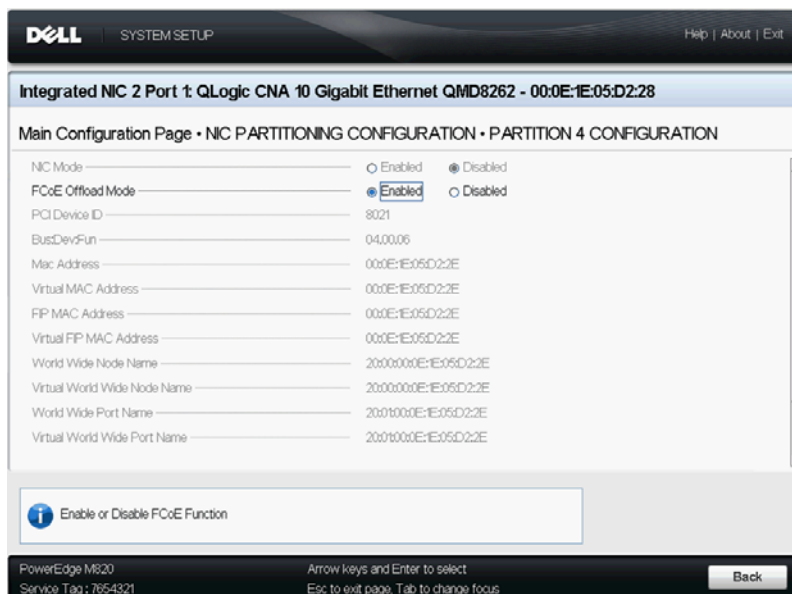 DELL SYSTEM SETUP Help | About | Exit
Integrated NIC 2 Port 1: QLogic CNA 10 Gigabit Ethernet QMD8262 - 00:0E:1E:05:D2:28
Main Configuration Page • NIC PARTITIONING CONFIGURATION • PARTITION 4 CONFIGURATION
NIC Mode Enabled Disabled
FCoE Offload Mode Enabled Disabled
PCI Device ID 8021
Bus:Dev:Fun 04,00,06
Mac Address 00:0E:1E:05:D2:2E
Virtual MAC Address 00:0E:1E:05:D2:2E
FIP MAC Address 00:0E:1E:05:D2:2E
Virtual FIP MAC Address 00:0E:1E:05:D2:2E
World Wide Node Name 20:00:00:0E:1E:05:D2:2E
Virtual World Wide Node Name 20:00:00:0E:1E:05:D2:2E
World Wide Port Name 20:01:00:0E:1E:05:D2:2E
Virtual World Wide Port Name 20:01:00:0E:1E:05:D2:2E
Enable or Disable FCoE Function
PowerEdge M820 Arrow keys and Enter to select
Service Tag : 7654321 Esc to exit page, Tab to change focus
Back